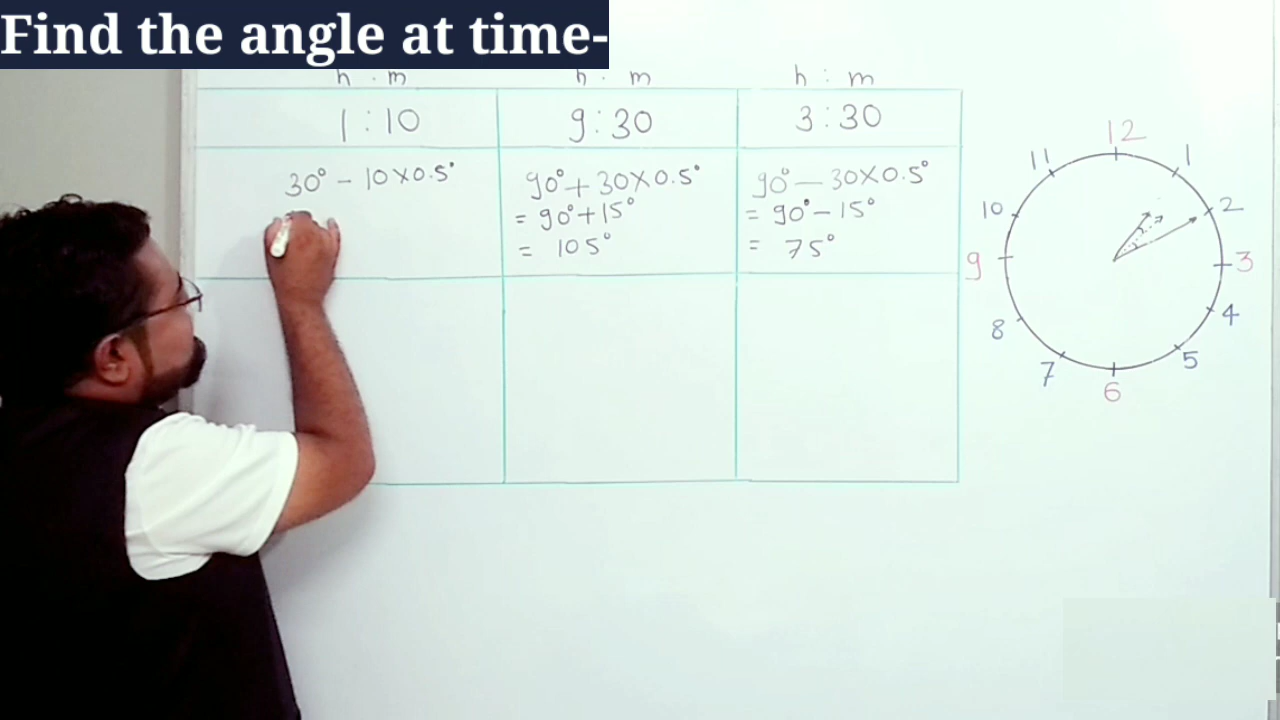 Find the angle at time-
h : m
h : m
h : m
1 : 10
9 : 30
3 : 30
30° - 10×0.5°
90° + 30×0.5°
= 90° + 15°
= 105°
90° - 30×0.5°
= 90° - 15°
= 75°
12
1
2
3
4
5
6
7
8
9
10
11